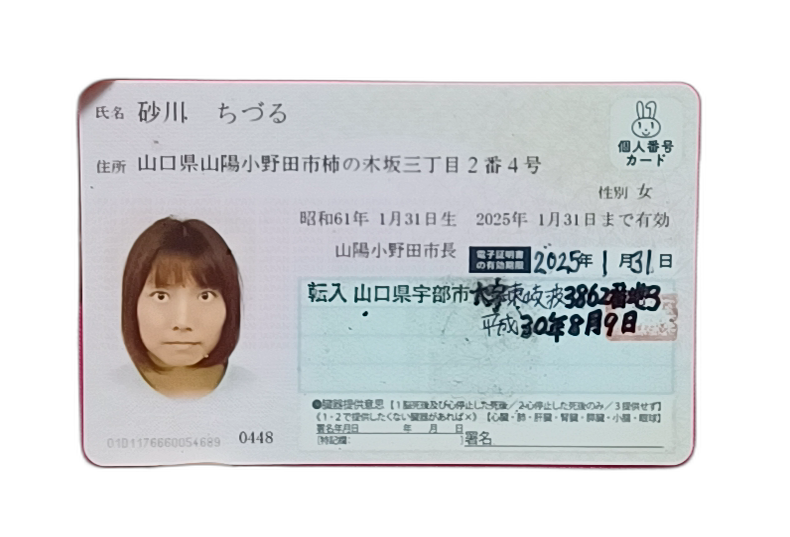 氏名 砂川 ちづる
個人番号
カード
住所 山口県山陽小野田市柿の木坂三丁目2番4号
性別 女
昭和61年 1月31日生 2025年 1月31日まで有効
山陽小野田市長
電子証明書
の有効期限 2025年 1月31日
転入 山口県宇部市大字東岐波3862番地3
平成30年8月9日
臓器提供意思【1脳死後及び心停止した死後/2心停止した死後のみ/3提供せず】
《1・2で提供したくない臓器があれば×》【心臓・肺・肝臓・腎臓・膵臓・小腸・眼球】
署名年月日 年 月 日
〔特記欄: 〕署名
01D1176660054689 0448